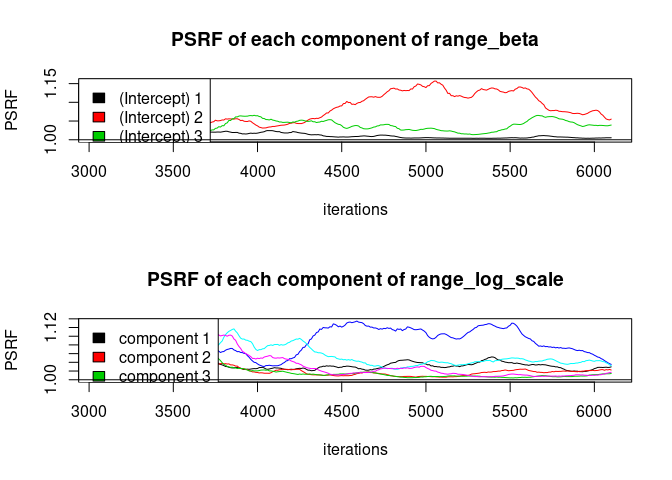 PSRF of each component of range_beta
PSRF
1.00 1.15
(Intercept) 1
(Intercept) 2
(Intercept) 3
3000 3500 4000 4500 5000 5500 6000
iterations
PSRF of each component of range_log_scale
PSRF
1.00 1.12
component 1
component 2
component 3
3000 3500 4000 4500 5000 5500 6000
iterations